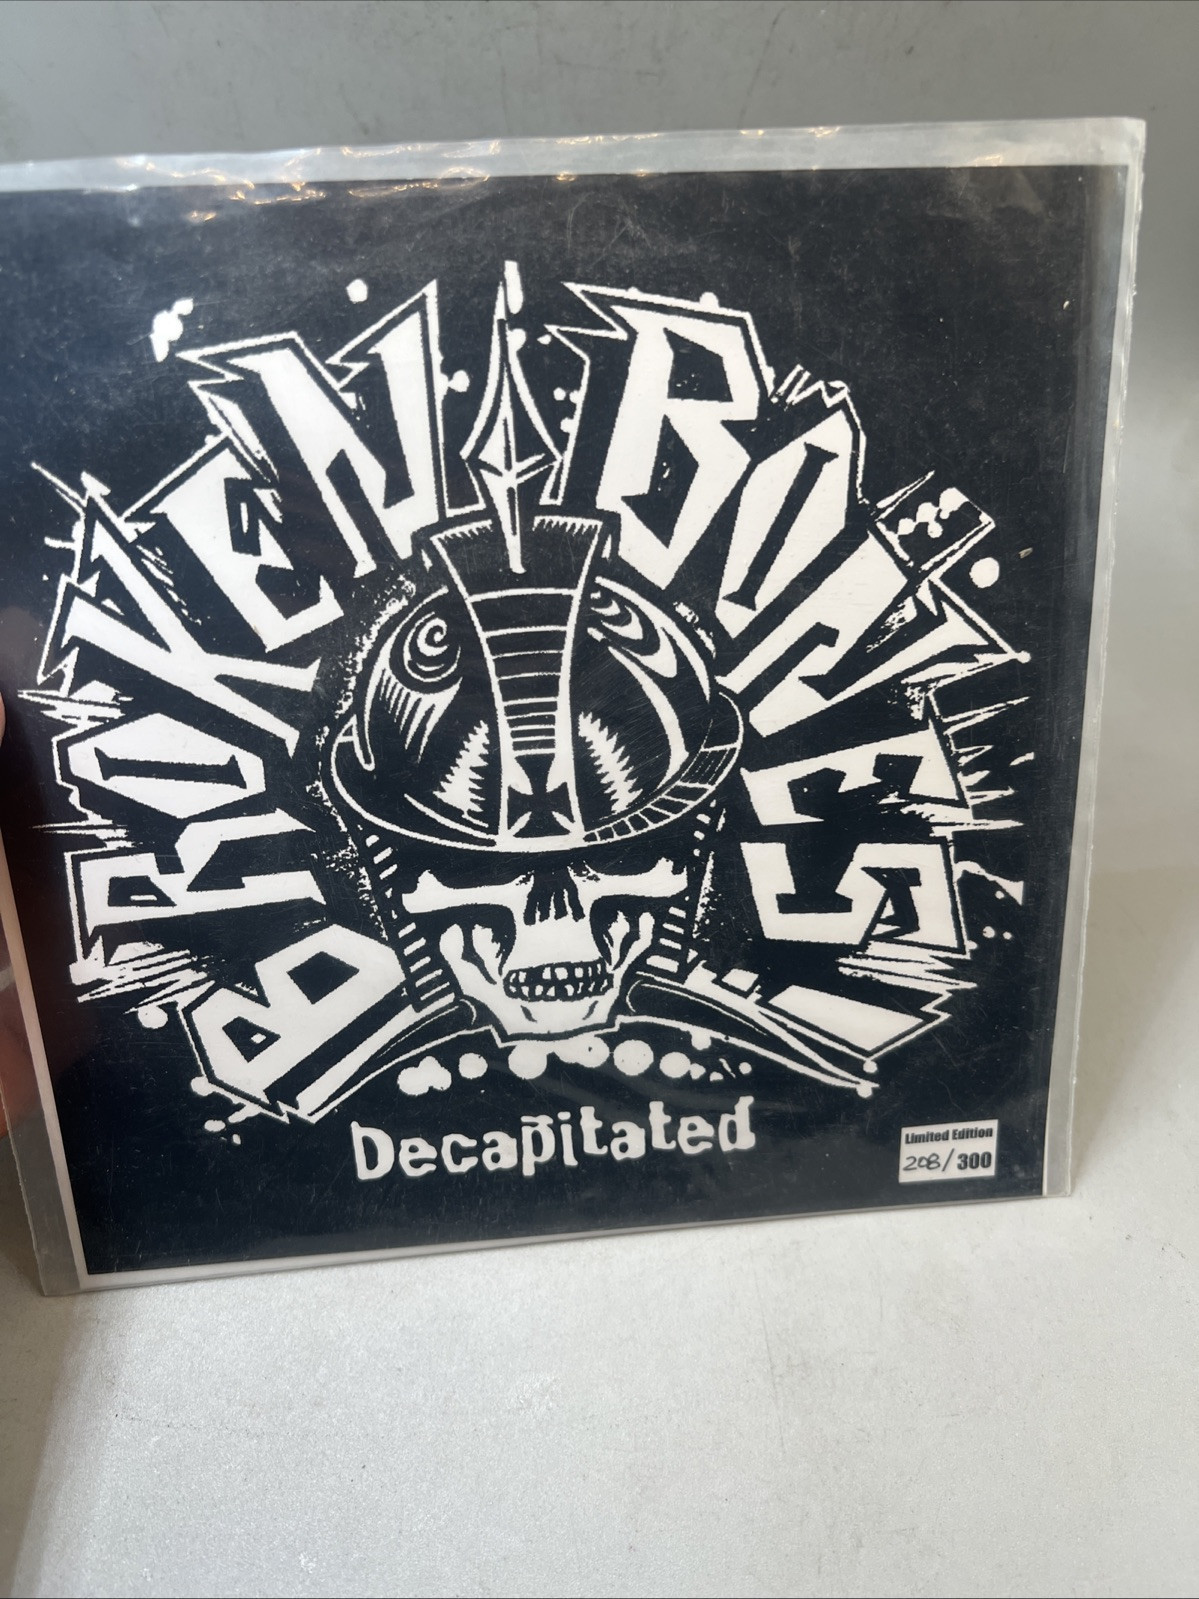 BROKEN BONES
Decapitated
Limited Edition
208/300